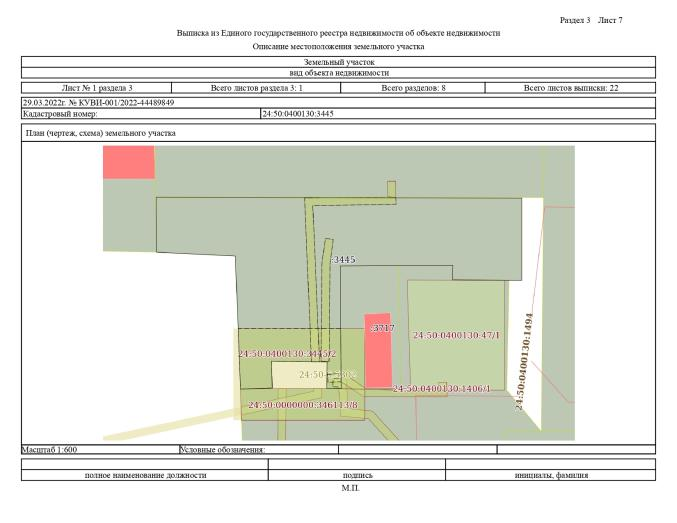 Раздел 3 Лист 7
Выписка из Единого государственного реестра недвижимости об объекте недвижимости
Описание местоположения земельного участка
Земельный участок
вид объекта недвижимости
Лист № 1 раздела 3 Всего листов раздела 3: 1 Всего разделов: 8 Всего листов выписки: 22
29.03.2022г. № КУВИ-001/2022-44489849
Кадастровый номер: 24:50:0400130:3445
План (чертеж, схема) земельного участка
:3445
:3717
24:50:0400130:47/1
24:50:0400130:1494
24:50:0400130:3445/2
24:50:0400130:1406/1
24:50:0000000:346113/8
Масштаб 1:600 Условные обозначения:
полное наименование должности подпись инициалы, фамилия
М.П.